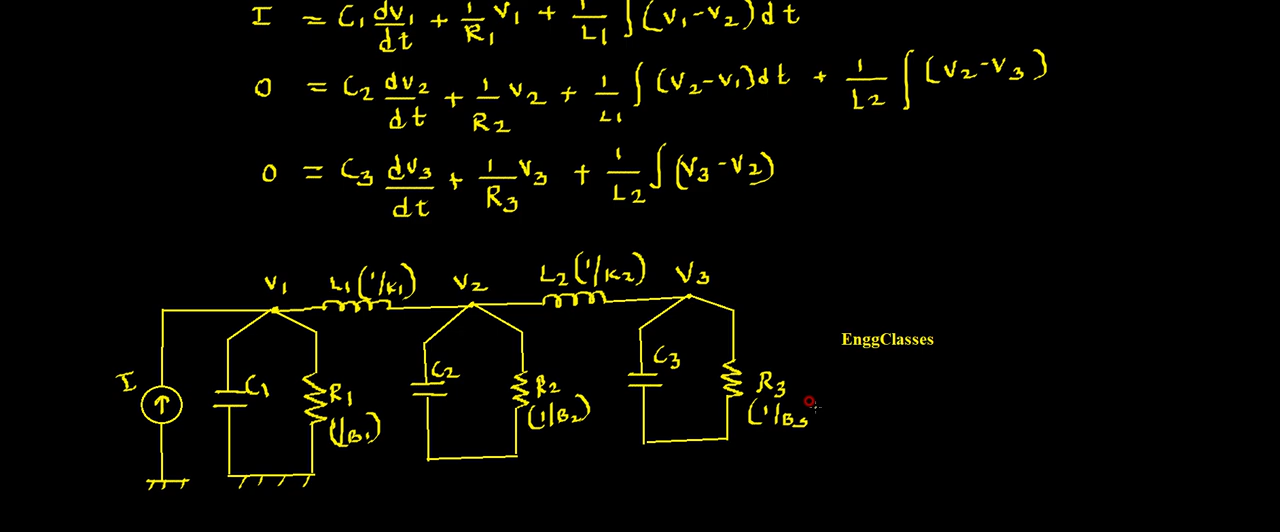 I = C₁ dv₁/dt + 1/R₁ V₁ + 1/L₁ ∫(v₁-v₂)dt
0 = C₂ dv₂/dt + 1/R₂ V₂ + 1/L₁ ∫(V₂-V₁)dt + 1/L₂ ∫(V₂-V₃)
0 = C₃ dv₃/dt + 1/R₃ V₃ + 1/L₂ ∫(V₃-V₂)
V₁ L₁(1/K₁) V₂ L₂(1/K₂) V₃
EnggClasses
I C₁ R₁ C₂ R₂ C₃ R₃
(1/B₁) (1/B₂) (1/B₃